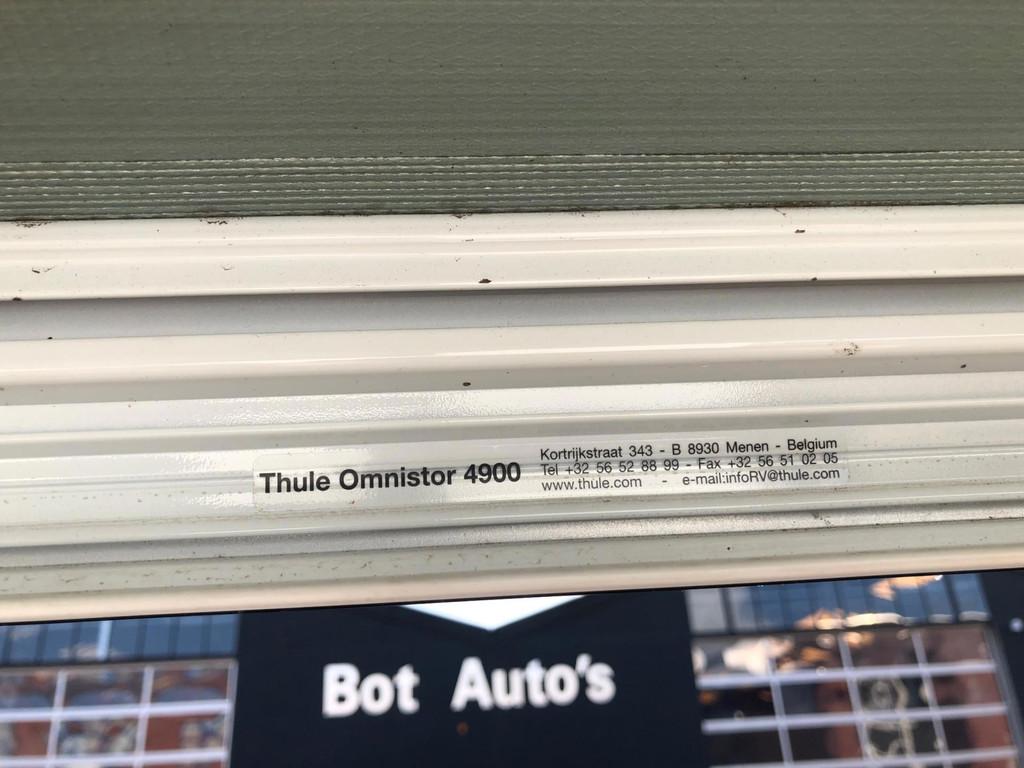 Thule Omnistor 4900
Kortrijkstraat 343 - B 8930 Menen - Belgium
Tel +32 56 52 88 99 - Fax +32 56 51 02 05
www.thule.com - e-mail:infoRV@thule.com
Bot Auto's